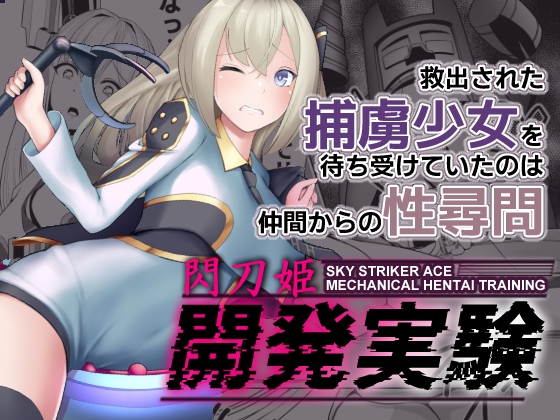 救出された
捕虜少女を
待ち受けていたのは
仲間からの性尋問
閃刀姫
SKY STRIKER ACE
MECHANICAL HENTAI TRAINING
開発実験